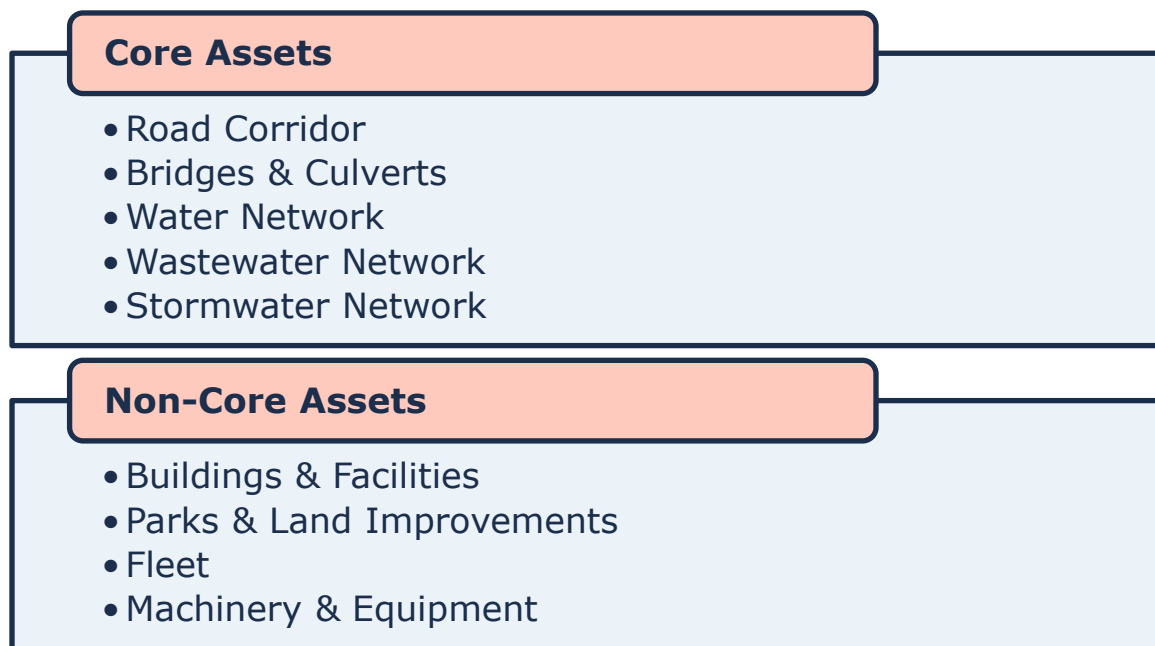 Core Assets
• Road Corridor
• Bridges & Culverts
• Water Network
• Wastewater Network
• Stormwater Network
Non-Core Assets
• Buildings & Facilities
• Parks & Land Improvements
• Fleet
• Machinery & Equipment